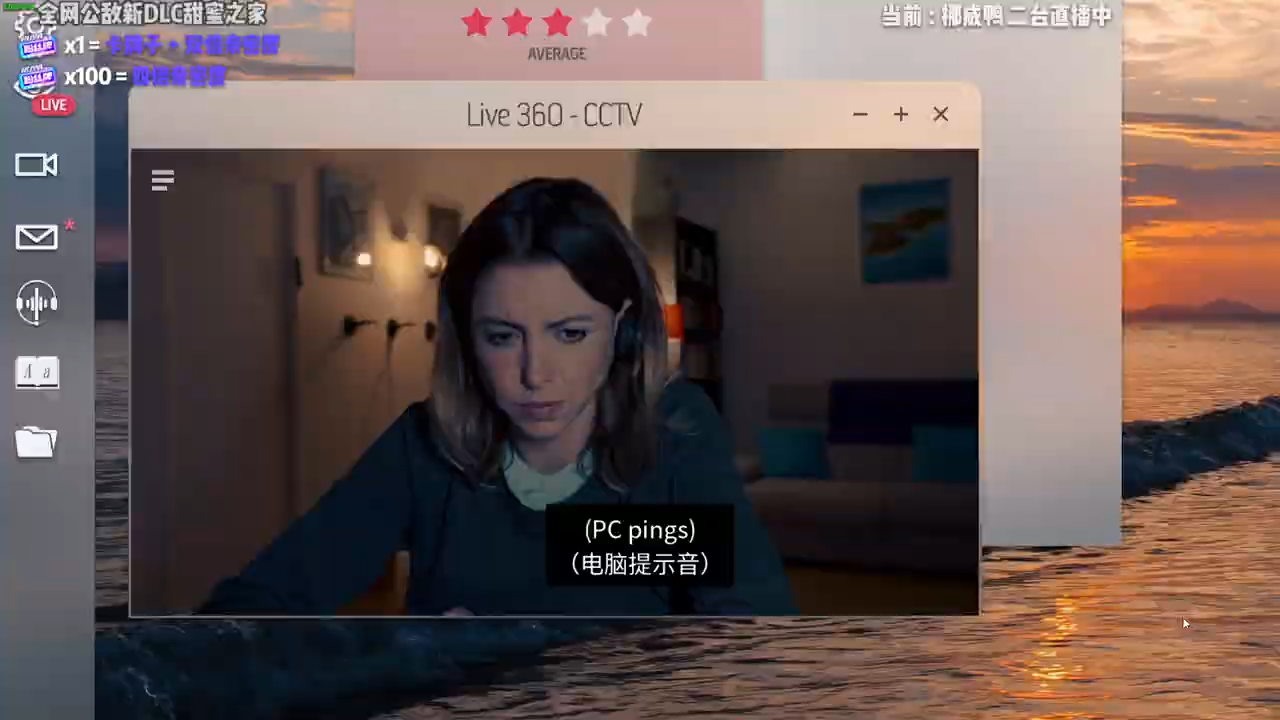 全网公敌新DLC甜蜜之家
当前：挪威鸭 二台直播中
x1=
x100=
LIVE
AVERAGE
Live 360 - CCTV
A a
(PC pings)
（电脑提示音）